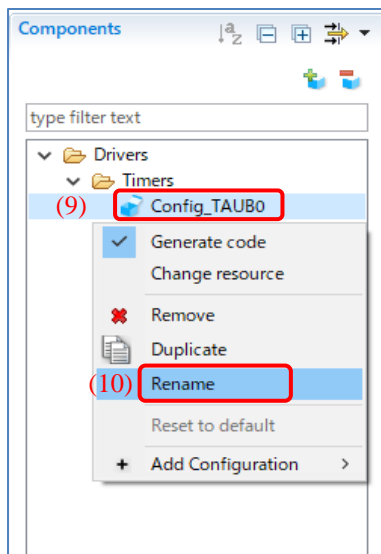 Components
a
z
type filter text
Drivers
Timers
(9) Config_TAUB0
Generate code
Change resource
Remove
Duplicate
(10) Rename
Reset to default
Add Configuration